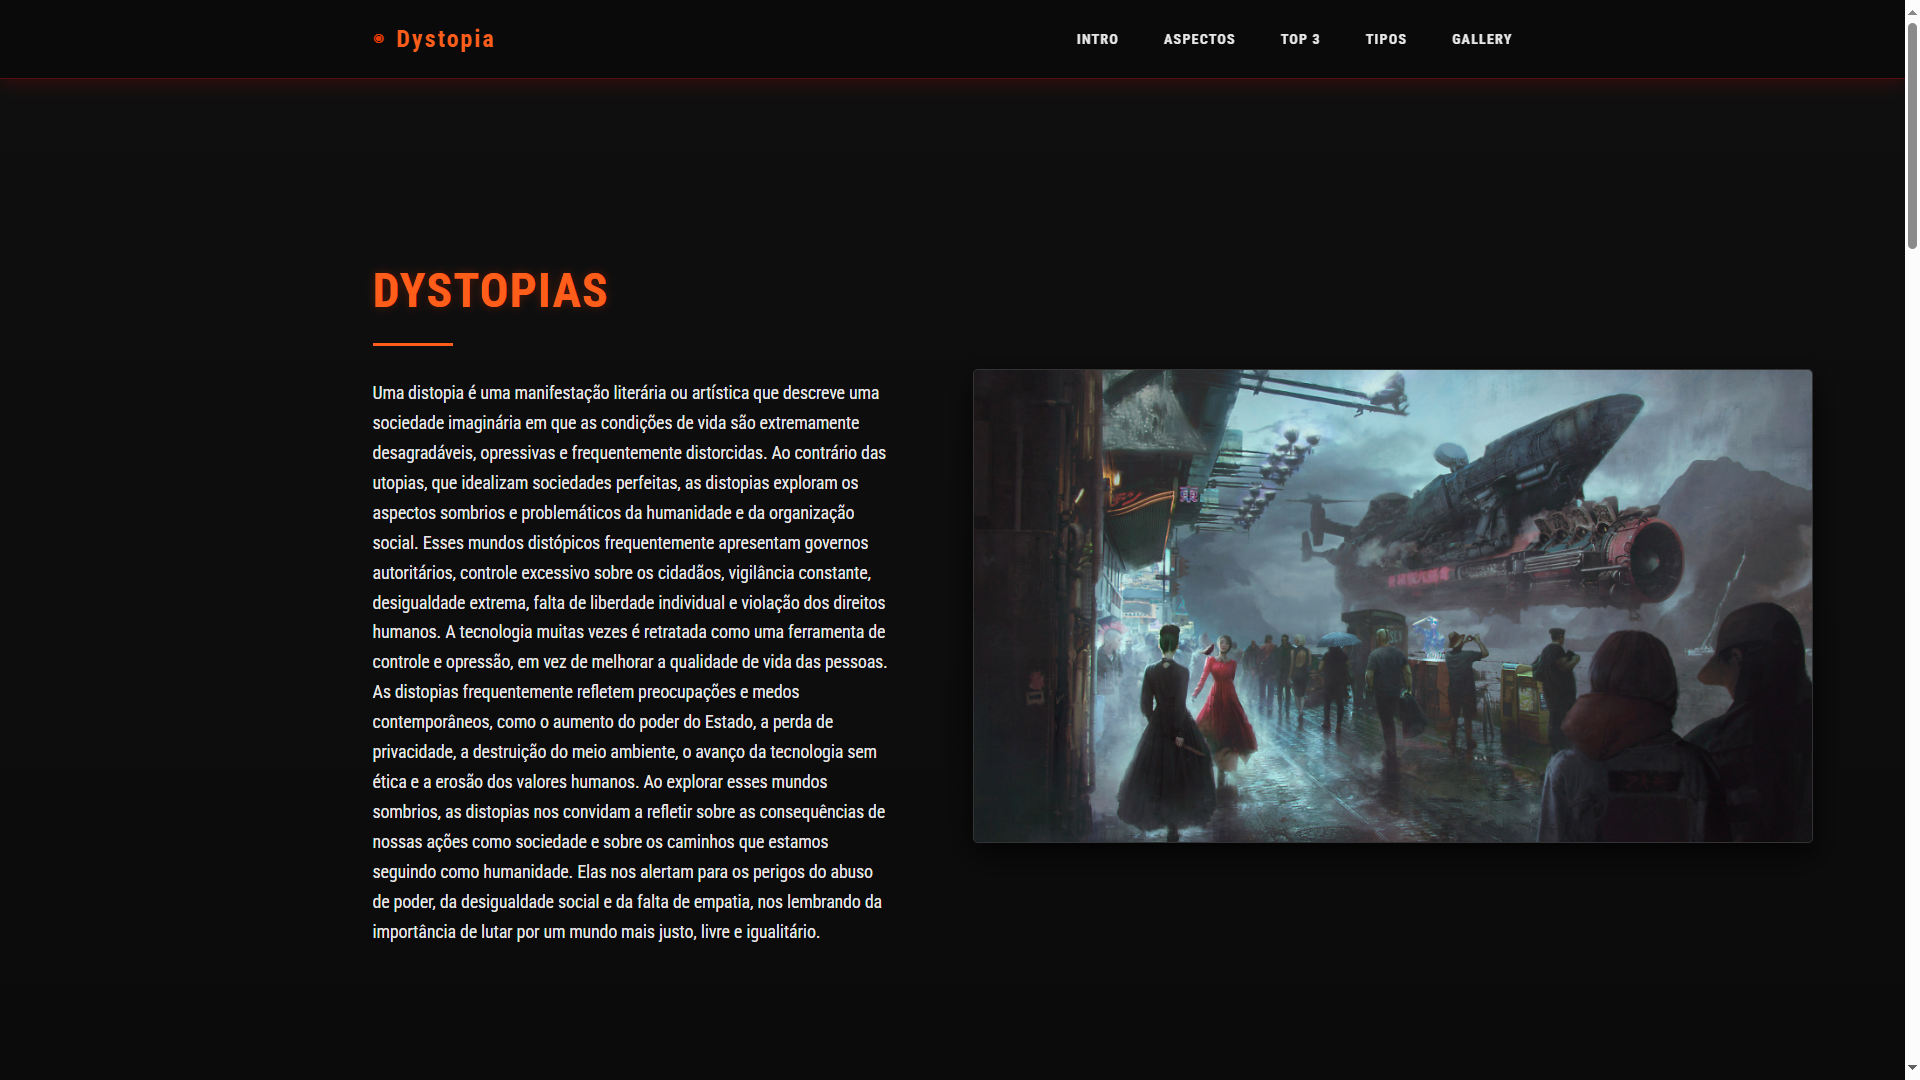 Dystopia
INTRO
ASPECTOS
TOP 3
TIPOS
GALLERY
DYSTOPIAS
Uma distopia é uma manifestação literária ou artística que descreve uma
sociedade imaginária em que as condições de vida são extremamente
desagradáveis, opressivas e frequentemente distorcidas. Ao contrário das
utopias, que idealizam sociedades perfeitas, as distopias exploram os
aspectos sombrios e problemáticos da humanidade e da organização
social. Esses mundos distópicos frequentemente apresentam governos
autoritários, controle excessivo sobre os cidadãos, vigilância constante,
desigualdade extrema, falta de liberdade individual e violação dos direitos
humanos. A tecnologia muitas vezes é retratada como uma ferramenta de
controle e opressão, em vez de melhorar a qualidade de vida das pessoas.
As distopias frequentemente refletem preocupações e medos
contemporâneos, como o aumento do poder do Estado, a perda de
privacidade, a destruição do meio ambiente, o avanço da tecnologia sem
ética e a erosão dos valores humanos. Ao explorar esses mundos
sombrios, as distopias nos convidam a refletir sobre as consequências de
nossas ações como sociedade e sobre os caminhos que estamos
seguindo como humanidade. Elas nos alertam para os perigos do abuso
de poder, da desigualdade social e da falta de empatia, nos lembrando da
importância de lutar por um mundo mais justo, livre e igualitário.